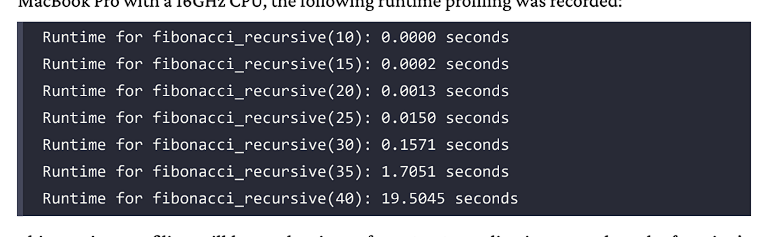 MacBook Pro with a 16GHz CPU, the following runtime profiling was recorded:
Runtime for fibonacci_recursive(10): 0.0000 seconds
Runtime for fibonacci_recursive(15): 0.0002 seconds
Runtime for fibonacci_recursive(20): 0.0013 seconds
Runtime for fibonacci_recursive(25): 0.0150 seconds
Runtime for fibonacci_recursive(30): 0.1571 seconds
Runtime for fibonacci_recursive(35): 1.7051 seconds
Runtime for fibonacci_recursive(40): 19.5045 seconds